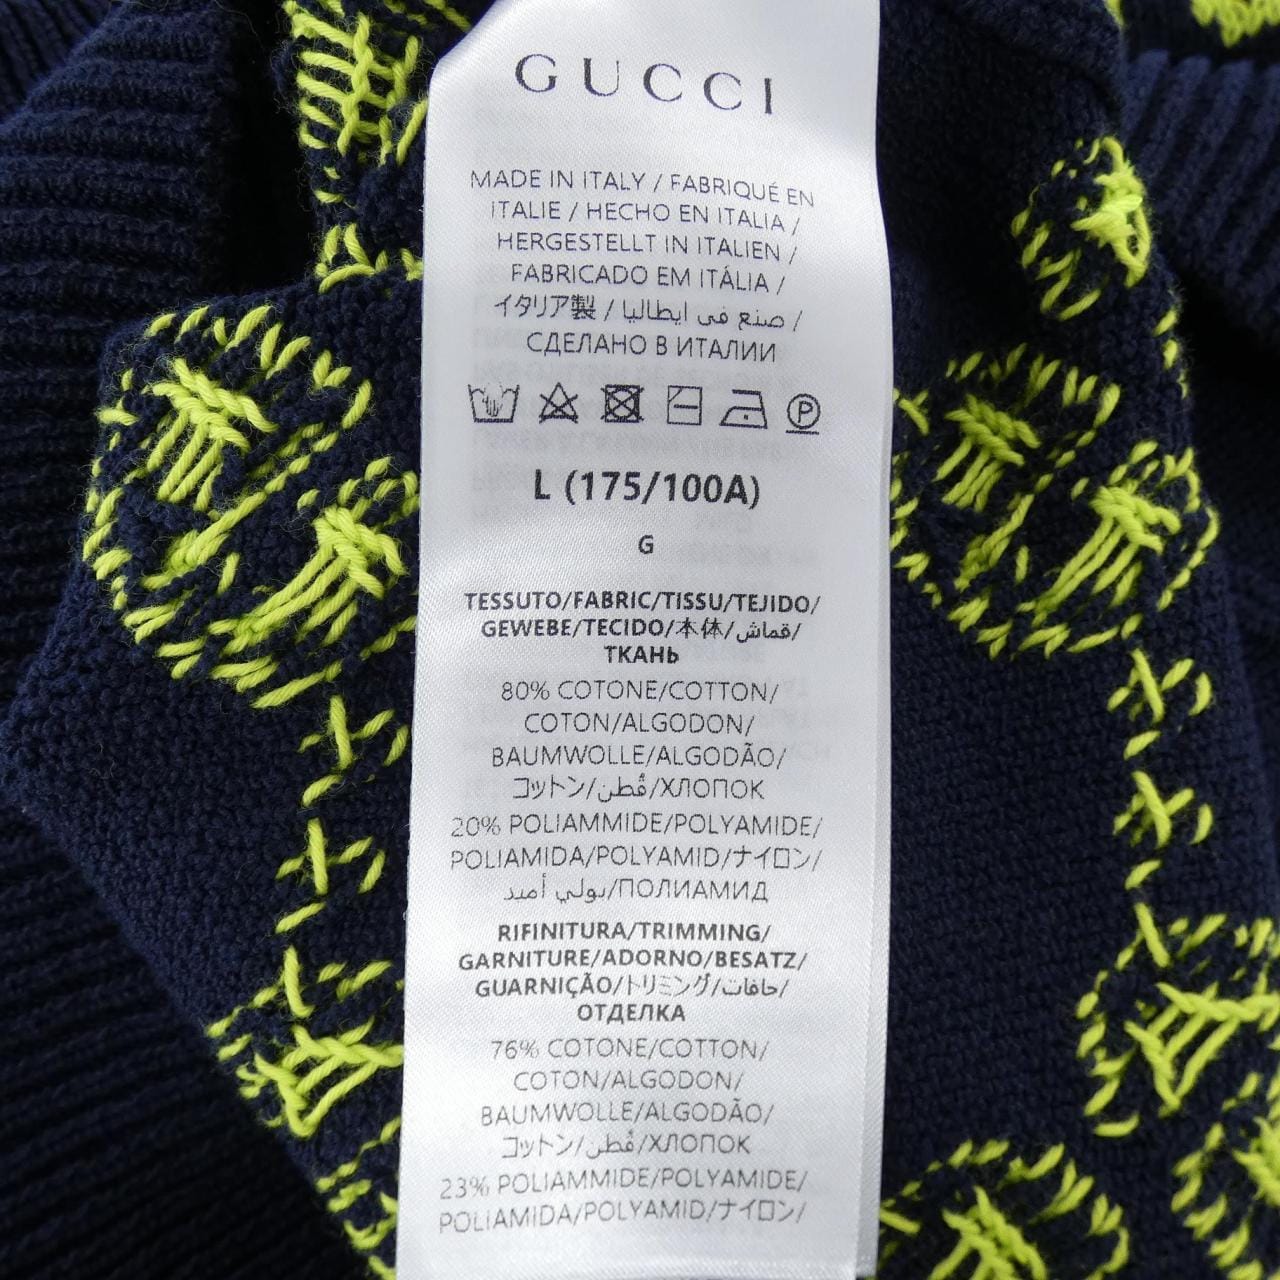 GUCCI
MADE IN ITALY / FABRIQUÉ EN
ITALIE / HECHO EN ITALIA /
HERGESTELLT IN ITALIEN /
FABRICADO EM ITÁLIA /
イタリア製 / صنع في ايطاليا /
СДЕЛАНО В ИТАЛИИ
P
L (175/100A)
G
TESSUTO/FABRIC/TISSU/TEJIDO/
GEWEBE/TECIDO/本体/قماش/
ТКАНЬ
80% COTONE/COTTON/
COTON/ALGODON/
BAUMWOLLE/ALGODÃO/
コットン/قُطن/ХЛОПОК
20% POLIAMMIDE/POLYAMIDE/
POLIAMIDA/POLYAMID/ナイロン/
بولي أميد/ПОЛИАМИД
RIFINITURA/TRIMMING/
GARNITURE/ADORNO/BESATZ/
GUARNIÇÃO/トリミング/حافات/
ОТДЕЛКА
76% COTONE/COTTON/
COTON/ALGODON/
BAUMWOLLE/ALGODÃO/
コットン/قُطن/ХЛОПОК
23% POLIAMMIDE/POLYAMIDE/
POLIAMIDA/POLYAMID/ナイロン/